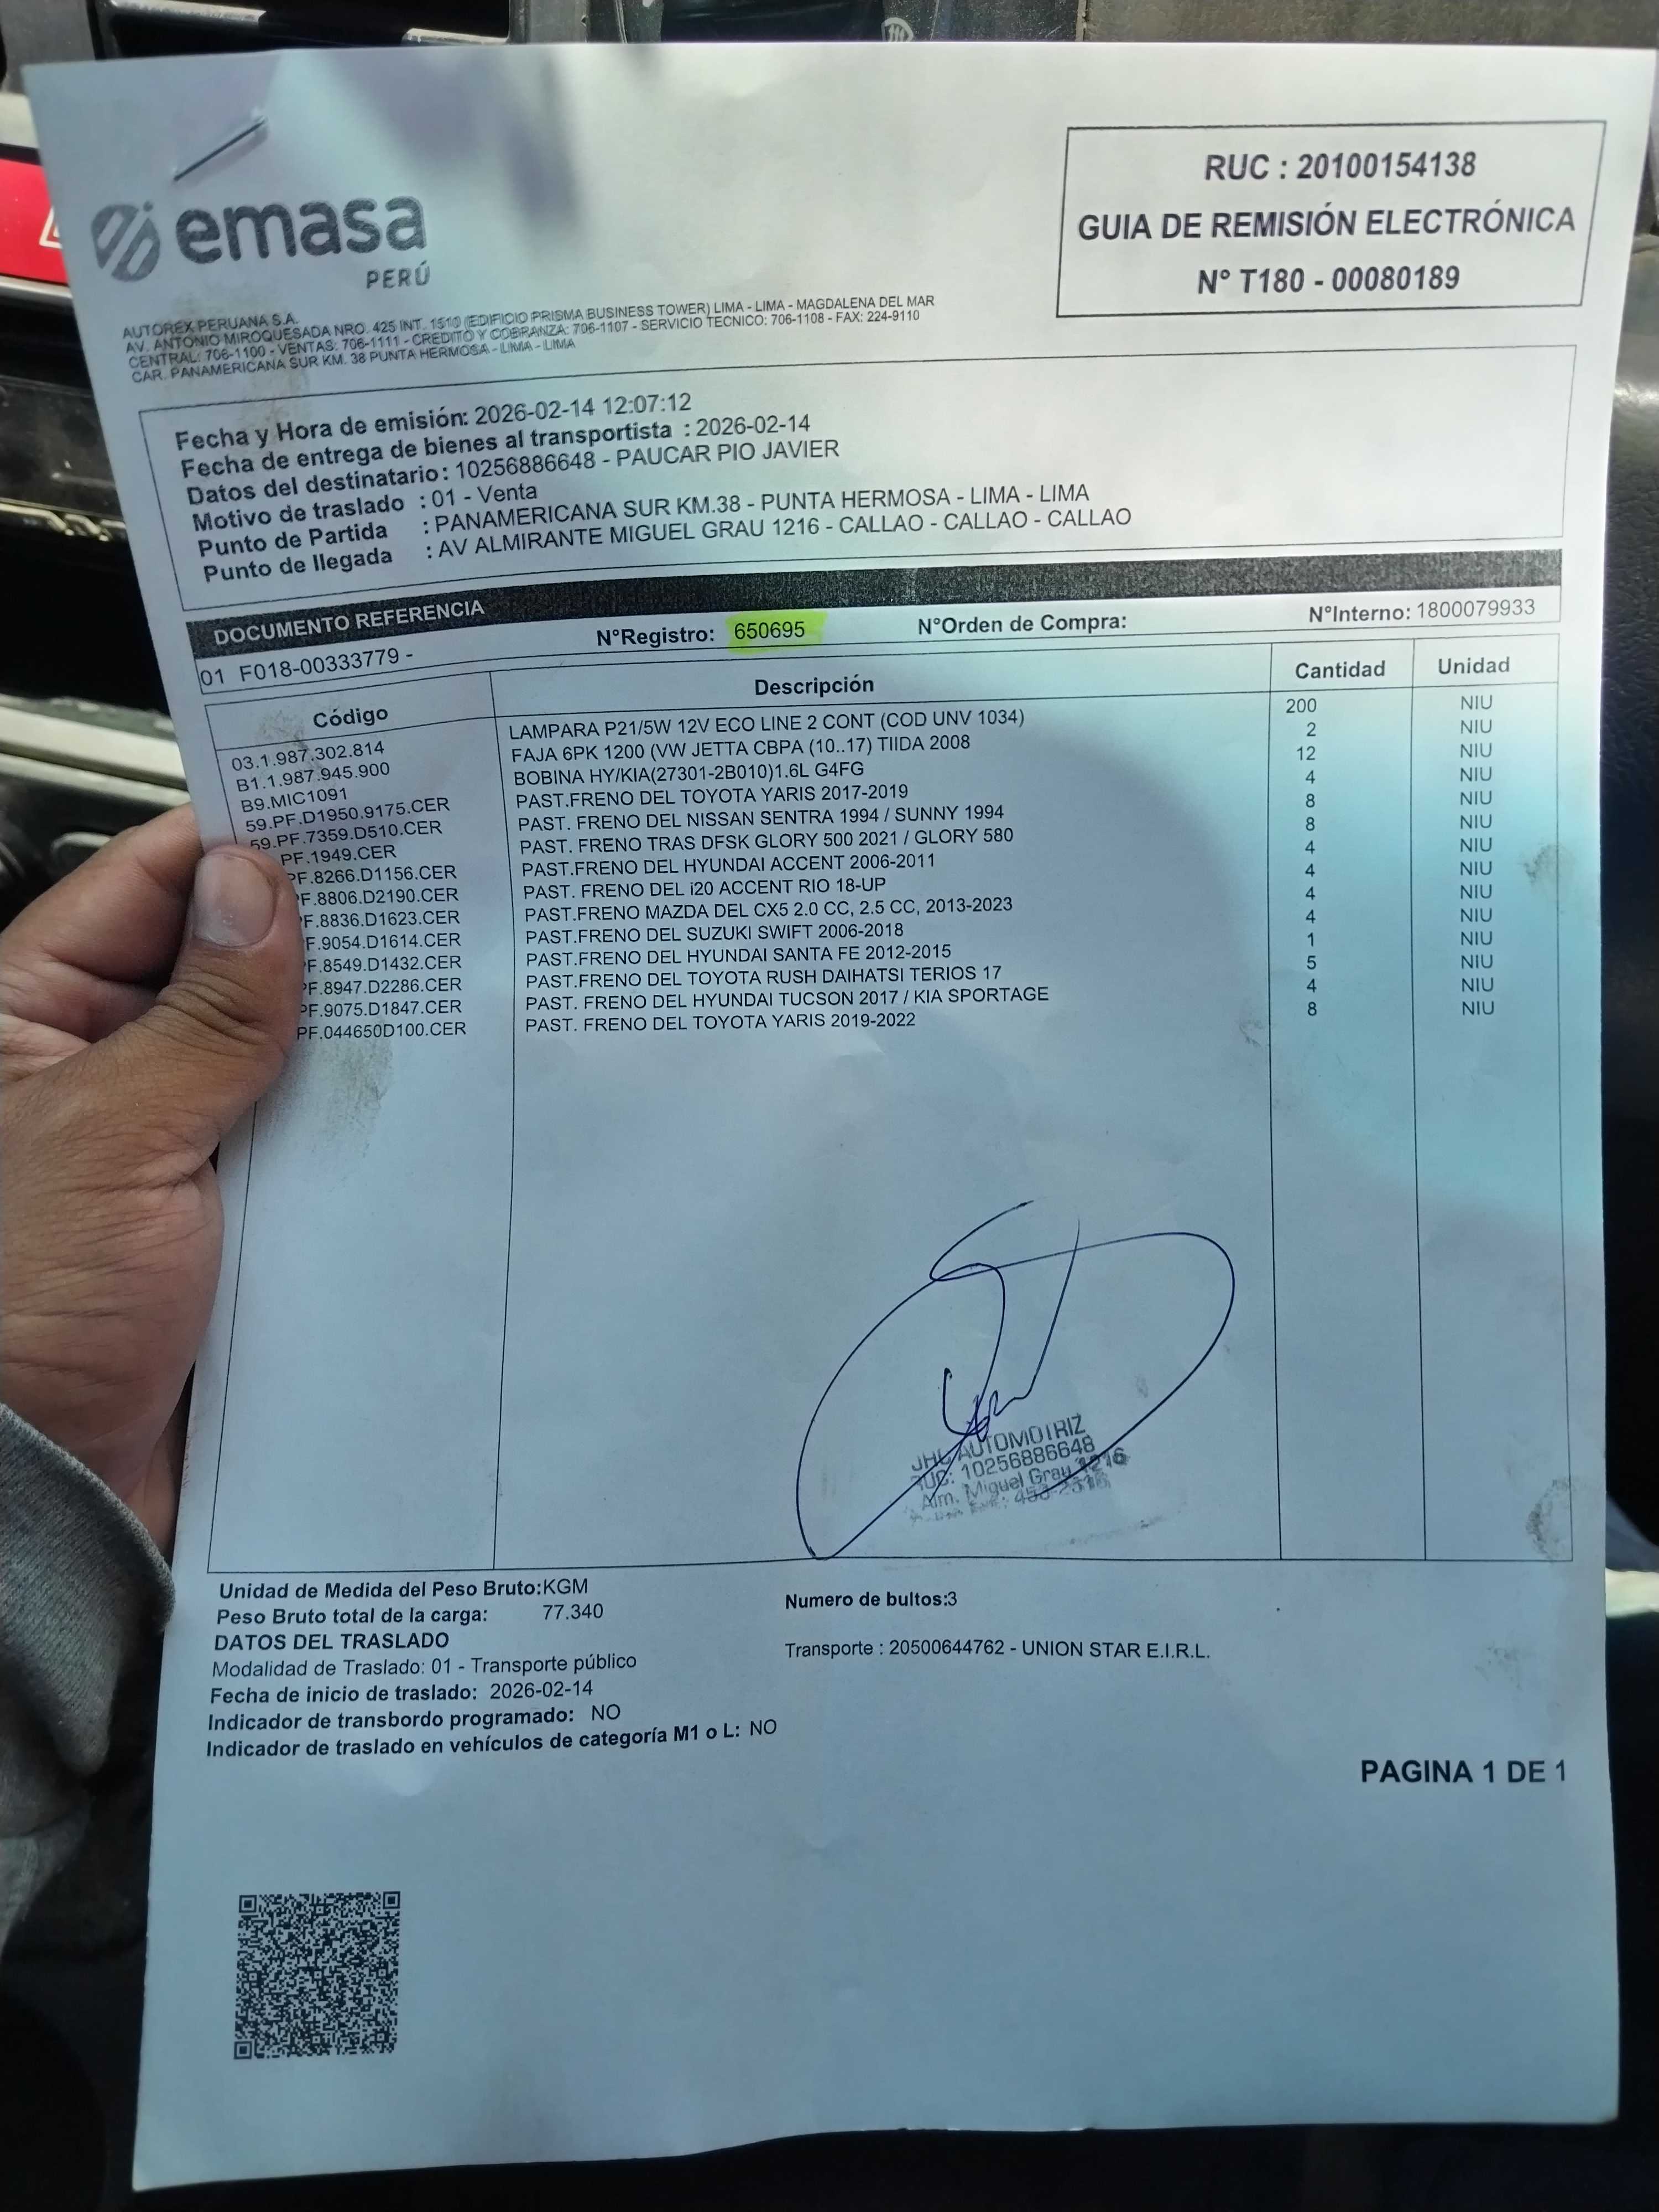 emasa
PERÚ
RUC : 20100154138
GUIA DE REMISIÓN ELECTRÓNICA
N° T180 - 00080189
AUTOREX PERUANA S.A.
AV. ANTONIO MIROQUESADA NRO. 425 INT. 1510 (EDIFICIO PRISMA BUSINESS TOWER) LIMA - LIMA - MAGDALENA DEL MAR
CENTRAL: 706-1100 - VENTAS: 706-1111 - CREDITO Y COBRANZA: 706-1107 - SERVICIO TECNICO: 706-1108 - FAX: 224-9110
CAR. PANAMERICANA SUR KM. 38 PUNTA HERMOSA - LIMA - LIMA
Fecha y Hora de emisión: 2026-02-14 12:07:12
Fecha de entrega de bienes al transportista : 2026-02-14
Datos del destinatario: 10256886648 - PAUCAR PIO JAVIER
Motivo de traslado : 01 - Venta
Punto de Partida : PANAMERICANA SUR KM.38 - PUNTA HERMOSA - LIMA - LIMA
Punto de llegada : AV ALMIRANTE MIGUEL GRAU 1216 - CALLAO - CALLAO - CALLAO
DOCUMENTO REFERENCIA
01 F018-00333779 - N°Registro: 650695 N°Orden de Compra: N°Interno: 1800079933
Código Descripción Cantidad Unidad
03.1.987.302.814 LAMPARA P21/5W 12V ECO LINE 2 CONT (COD UNV 1034) 200 NIU
B1.1.987.945.900 FAJA 6PK 1200 (VW JETTA CBPA (10..17) TIIDA 2008 2 NIU
B9.MIC1091 BOBINA HY/KIA(27301-2B010)1.6L G4FG 12 NIU
59.PF.D1950.9175.CER PAST.FRENO DEL TOYOTA YARIS 2017-2019 4 NIU
59.PF.7359.D510.CER PAST. FRENO DEL NISSAN SENTRA 1994 / SUNNY 1994 8 NIU
PF.1949.CER PAST. FRENO TRAS DFSK GLORY 500 2021 / GLORY 580 8 NIU
PF.8266.D1156.CER PAST.FRENO DEL HYUNDAI ACCENT 2006-2011 4 NIU
PF.8806.D2190.CER PAST. FRENO DEL i20 ACCENT RIO 18-UP 4 NIU
F.8836.D1623.CER PAST.FRENO MAZDA DEL CX5 2.0 CC, 2.5 CC, 2013-2023 4 NIU
F.9054.D1614.CER PAST.FRENO DEL SUZUKI SWIFT 2006-2018 4 NIU
F.8549.D1432.CER PAST.FRENO DEL HYUNDAI SANTA FE 2012-2015 1 NIU
PF.8947.D2286.CER PAST.FRENO DEL TOYOTA RUSH DAIHATSI TERIOS 17 5 NIU
PF.9075.D1847.CER PAST. FRENO DEL HYUNDAI TUCSON 2017 / KIA SPORTAGE 4 NIU
PF.044650D100.CER PAST. FRENO DEL TOYOTA YARIS 2019-2022 8 NIU
AUTOMOTRIZ
RUC: 10256886648
Alm. Miguel Grau 1216
Unidad de Medida del Peso Bruto:KGM
Peso Bruto total de la carga: 77.340
Numero de bultos:3
DATOS DEL TRASLADO
Modalidad de Traslado: 01 - Transporte público
Transporte : 20500644762 - UNION STAR E.I.R.L.
Fecha de inicio de traslado: 2026-02-14
Indicador de transbordo programado: NO
Indicador de traslado en vehículos de categoría M1 o L: NO
PAGINA 1 DE 1